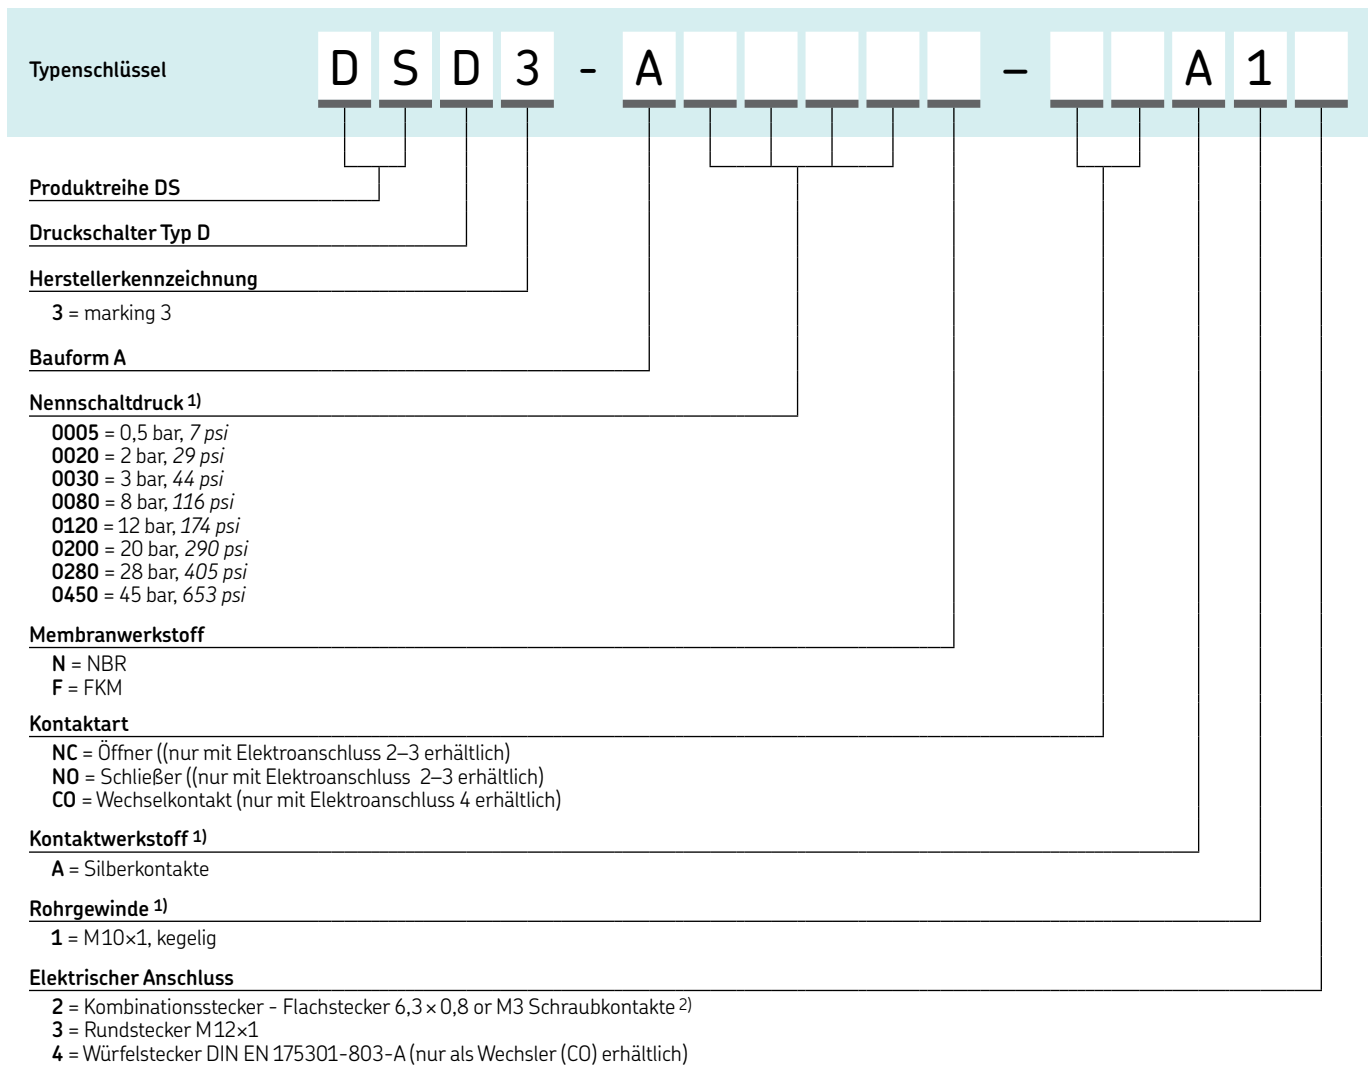 Typenschlüssel D S D 3 - A – A 1
Produktreihe DS
Druckschalter Typ D
Herstellerkennzeichnung
3 = marking 3
Bauform A
Nennschaltdruck 1)
0005 = 0,5 bar, 7 psi
0020 = 2 bar, 29 psi
0030 = 3 bar, 44 psi
0080 = 8 bar, 116 psi
0120 = 12 bar, 174 psi
0200 = 20 bar, 290 psi
0280 = 28 bar, 405 psi
0450 = 45 bar, 653 psi
Membranwerkstoff
N = NBR
F = FKM
Kontaktart
NC = Öffner ((nur mit Elektroanschluss 2–3 erhältlich)
NO = Schließer ((nur mit Elektroanschluss 2–3 erhältlich)
CO = Wechselkontakt (nur mit Elektroanschluss 4 erhältlich)
Kontaktwerkstoff 1)
A = Silberkontakte
Rohrgewinde 1)
1 = M10×1, kegelig
Elektrischer Anschluss
2 = Kombinationsstecker - Flachstecker 6,3 × 0,8 or M3 Schraubkontakte 2)
3 = Rundstecker M12×1
4 = Würfelstecker DIN EN 175301-803-A (nur als Wechsler (CO) erhältlich)